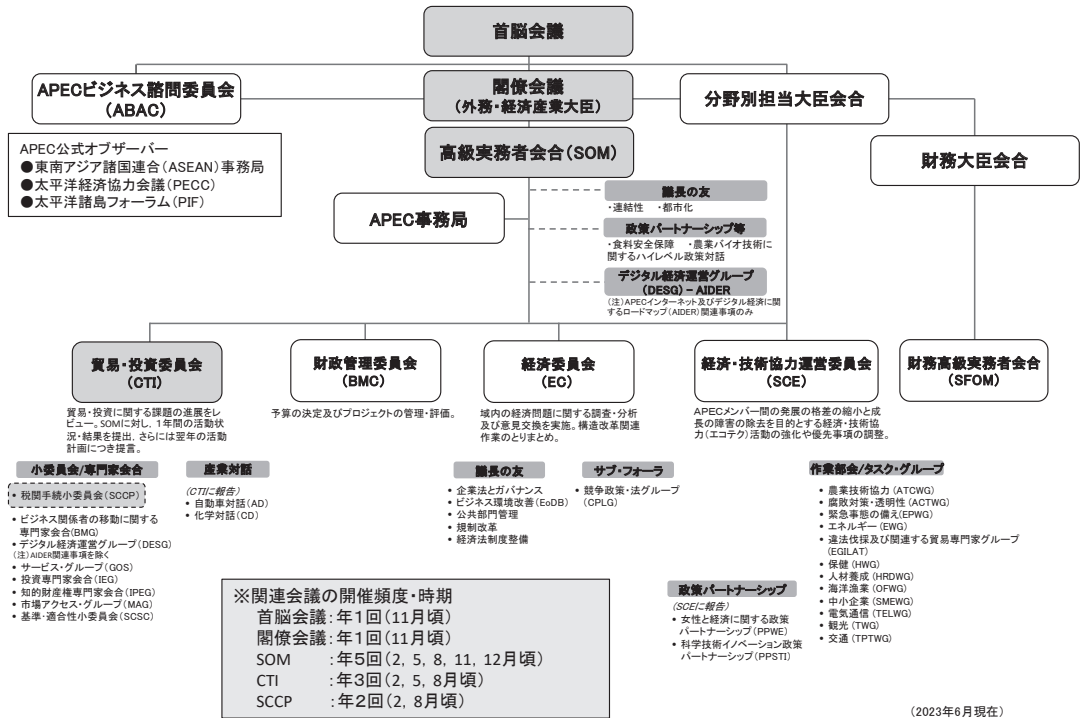 首脳会議
APECビジネス諮問委員会
(ABAC)
閣僚会議
(外務・経済産業大臣)
分野別担当大臣会合
APEC公式オブザーバー
●東南アジア諸国連合(ASEAN)事務局
●太平洋経済協力会議(PECC)
●太平洋諸島フォーラム(PIF)
高級実務者会合(SOM)
財務大臣会合
APEC事務局
議長の友
・連結性 ・都市化
政策パートナーシップ等
・食料安全保障 ・農業バイオ技術に
関するハイレベル政策対話
デジタル経済運営グループ
(DESG)-AIDER
(注)APECインターネット及びデジタル経済に関
するロードマップ(AIDER)関連事項のみ
貿易・投資委員会
(CTI)
財政管理委員会
(BMC)
経済委員会
(EC)
経済・技術協力運営委員会
(SCE)
財務高級実務者会合
(SFOM)
貿易・投資に関する課題の進展をレ
ビュー。SOMに対し、1年間の活動状
況・結果を提出、さらには翌年の活動
計画につき提言。
予算の決定及びプロジェクトの管理・評価。
域内の経済問題に関する調査・分析
及び意見交換を実施。構造改革関連
作業のとりまとめ。
APECメンバー間の発展の格差の縮小と成
長の障害の除去を目的とする経済・技術協
力(エコテク)活動の強化や優先事項の調整。
小委員会/専門家会合
• 税関手続小委員会(SCCP)
• ビジネス関係者の移動に関する
専門家会合(BMG)
• デジタル経済運営グループ(DESG)
(注)AIDER関連事項を除く
• サービス・グループ(GOS)
• 投資専門家会合(IEG)
• 知的財産権専門家会合(IPEG)
• 市場アクセス・グループ(MAG)
• 基準・適合性小委員会(SCSC)
産業対話
(CTIに報告)
• 自動車対話(AD)
• 化学対話(CD)
議長の友
• 企業法とガバナンス
• ビジネス環境改善(EoDB)
• 公共部門管理
• 規制改革
• 経済法制度整備
サブ・フォーラ
• 競争政策・法グループ
(CPLG)
政策パートナーシップ
(SCEに報告)
• 女性と経済に関する政策
パートナーシップ(PPWE)
• 科学技術イノベーション政策
パートナーシップ(PPSTI)
作業部会/タスク・グループ
• 農業技術協力(ATCWG)
• 腐敗対策・透明性(ACTWG)
• 緊急事態の備え(EPWG)
• エネルギー(EWG)
• 違法伐採及び関連する貿易専門家グループ
(EGILAT)
• 保健(HWG)
• 人材養成(HRDWG)
• 海洋漁業(OFWG)
• 中小企業(SMEWG)
• 電気通信(TELWG)
• 観光(TWG)
• 交通(TPTWG)
※関連会議の開催頻度・時期
首脳会議:年1回(11月頃)
閣僚会議:年1回(11月頃)
SOM :年5回(2, 5, 8, 11, 12月頃)
CTI :年3回(2, 5, 8月頃)
SCCP :年2回(2, 8月頃)
(2023年6月現在)